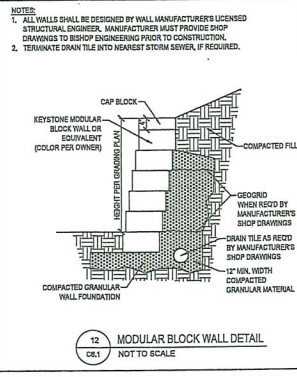 NOTES:
1. ALL WALLS SHALL BE DESIGNED BY WALL MANUFACTURER'S LICENSED
STRUCTURAL ENGINEER. MANUFACTURER MUST PROVIDE SHOP
DRAWINGS TO BISHOP ENGINEERING PRIOR TO CONSTRUCTION.
2. TERMINATE DRAIN TILE INTO NEAREST STORM SEWER, IF REQUIRED.
CAP BLOCK
KEYSTONE MODULAR
BLOCK WALL OR
EQUIVALENT
(COLOR PER OWNER)
HEIGHT PER GRADING PLAN
COMPACTED FILL
GEOGRID
WHEN REQ'D BY
MANUFACTURER'S
SHOP DRAWINGS
DRAIN TILE AS REQ'D
BY MANUFACTURER'S
SHOP DRAWINGS
12" MIN. WIDTH
COMPACTED
GRANULAR MATERIAL
COMPACTED GRANULAR
WALL FOUNDATION
12
C6.1
MODULAR BLOCK WALL DETAIL
NOT TO SCALE